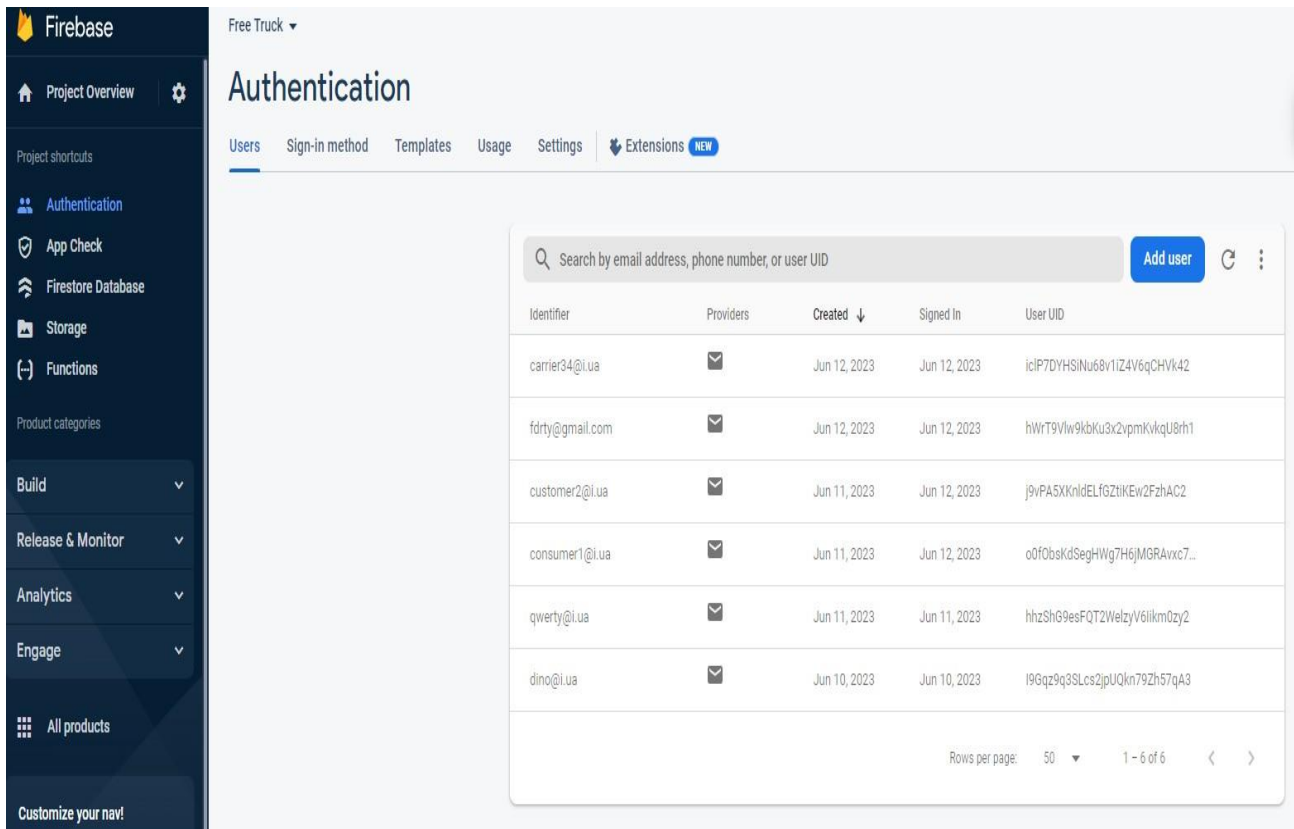 Firebase
Project Overview
Project shortcuts
Authentication
App Check
Firestore Database
Storage
Functions
Product categories
Build
Release & Monitor
Analytics
Engage
All products
Customize your nav!
Free Truck
Authentication
Users Sign-in method Templates Usage Settings Extensions NEW
Search by email address, phone number, or user UID Add user
Identifier Providers Created Signed In User UID
carrier34@i.ua Jun 12, 2023 Jun 12, 2023 iclP7DYHSiNu68v1iZ4V6qCHVk42
fdrty@gmail.com Jun 12, 2023 Jun 12, 2023 hWrT9Vlw9kbKu3x2vpmKvkqU8rh1
customer2@i.ua Jun 11, 2023 Jun 12, 2023 j9vPA5XKnldELfGZtiKEw2FzhAC2
consumer1@i.ua Jun 11, 2023 Jun 12, 2023 o0fObsKdSegHWg7H6jMGRAvxc7…
qwerty@i.ua Jun 11, 2023 Jun 11, 2023 hhzShG9esFQT2WelzyV6Iikm0zy2
dino@i.ua Jun 10, 2023 Jun 10, 2023 I9Gqz9q3SLcs2jpUQkn79Zh57qA3
Rows per page: 50 1 – 6 of 6